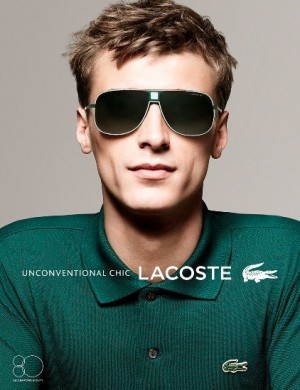 UNCONVENTIONAL CHIC LACOSTE
80